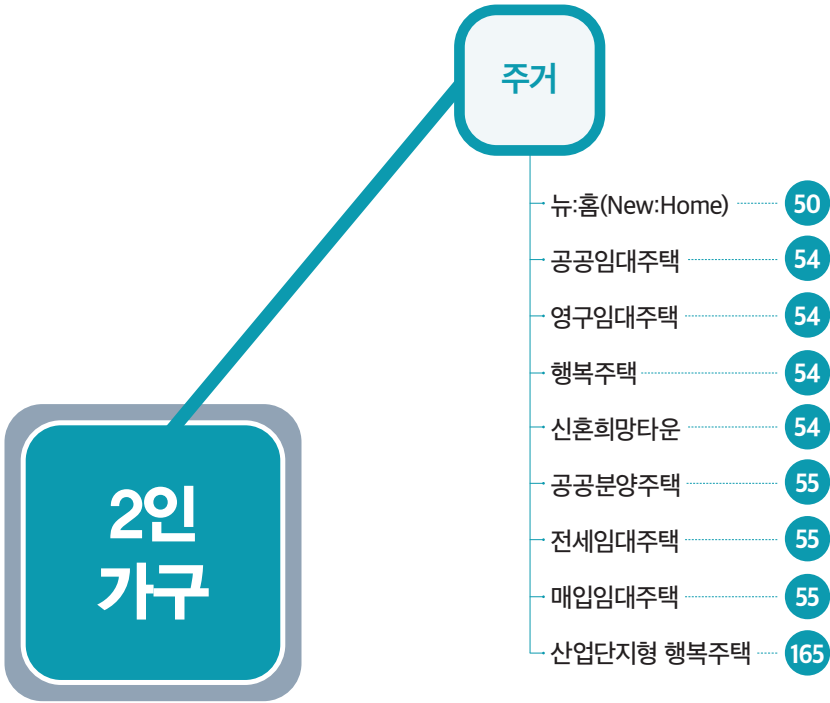 주거
뉴:홈(New:Home) 50
공공임대주택 54
영구임대주택 54
행복주택 54
신혼희망타운 54
공공분양주택 55
전세임대주택 55
매입임대주택 55
산업단지형 행복주택 165
2인
가구